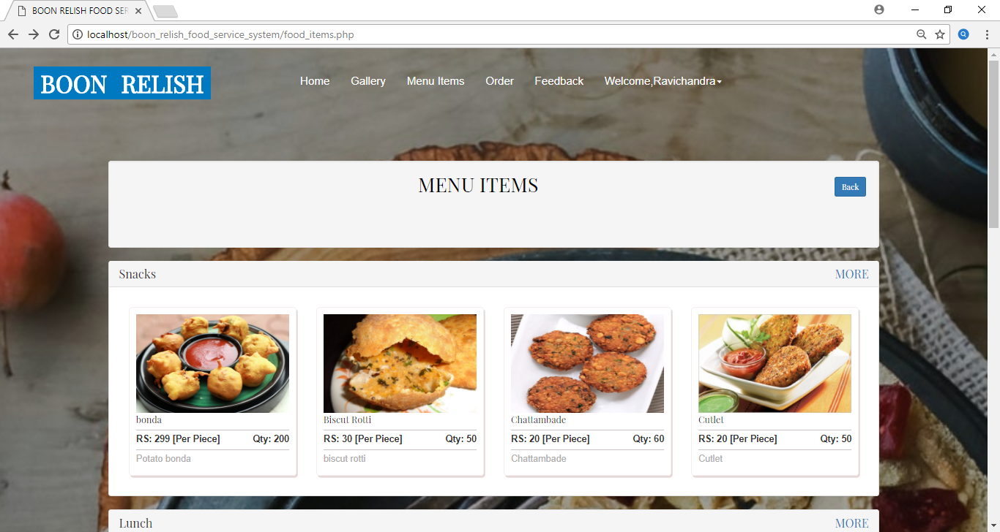 BOON RELISH FOOD SER
localhost/boon_relish_food_service_system/food_items.php
BOON RELISH
Home Gallery Menu Items Order Feedback Welcome,Ravichandra
MENU ITEMS
Back
Snacks MORE
bonda
RS: 299 [Per Piece] Qty: 200
Potato bonda
Biscut Rotti
RS: 30 [Per Piece] Qty: 50
biscut rotti
Chattambade
RS: 20 [Per Piece] Qty: 60
Chattambade
Cutlet
RS: 20 [Per Piece] Qty: 50
Cutlet
Lunch MORE